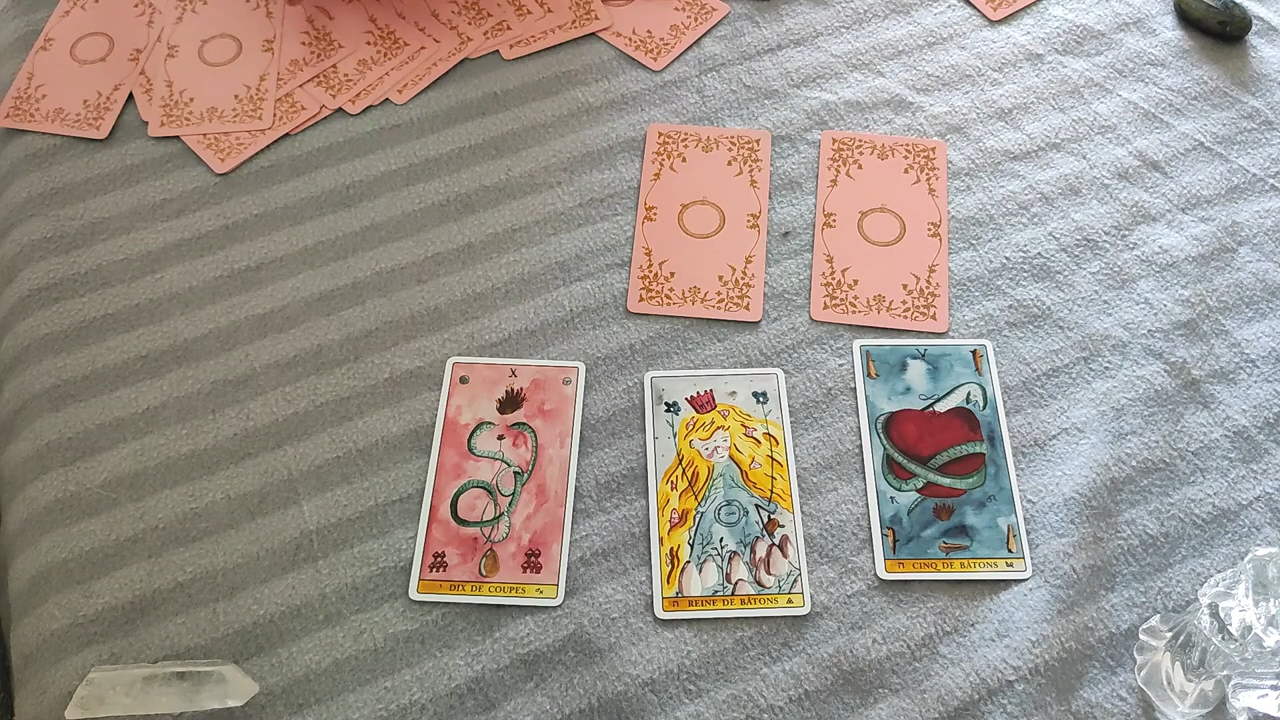 X
DIX DE COUPES
REINE DE BÂTONS
V
CINQ DE BÂTONS